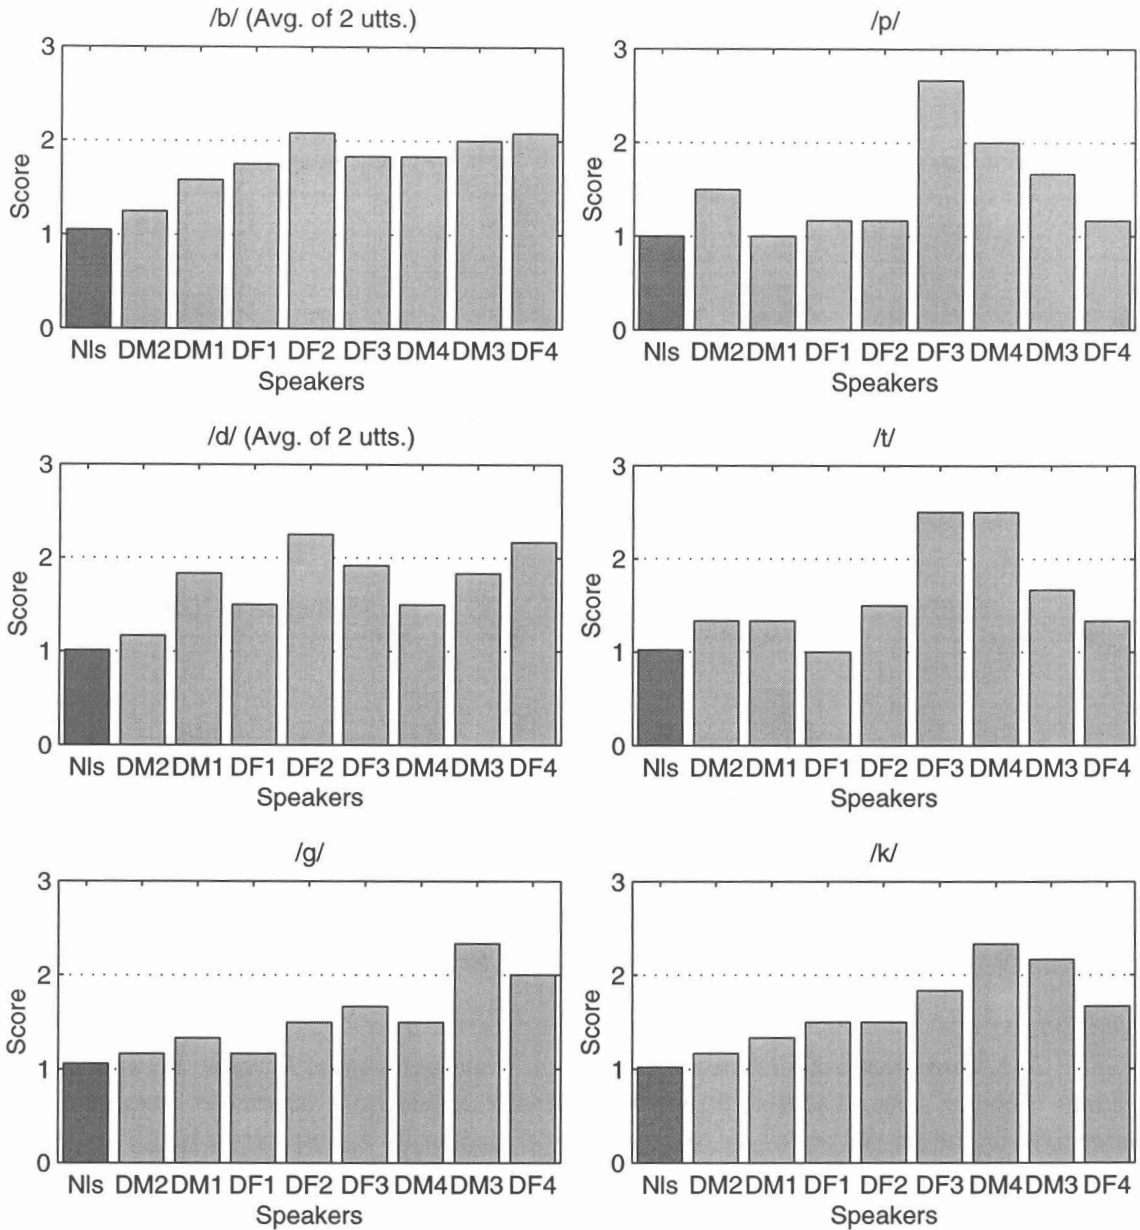 /b/ (Avg. of 2 utts.)
3
2
1
0
Score
Nls DM2 DM1 DF1 DF2 DF3 DM4 DM3 DF4
Speakers
/p/
3
2
1
0
Score
Nls DM2 DM1 DF1 DF2 DF3 DM4 DM3 DF4
Speakers
/d/ (Avg. of 2 utts.)
3
2
1
0
Score
Nls DM2 DM1 DF1 DF2 DF3 DM4 DM3 DF4
Speakers
/t/
3
2
1
0
Score
Nls DM2 DM1 DF1 DF2 DF3 DM4 DM3 DF4
Speakers
/g/
3
2
1
0
Score
Nls DM2 DM1 DF1 DF2 DF3 DM4 DM3 DF4
Speakers
/k/
3
2
1
0
Score
Nls DM2 DM1 DF1 DF2 DF3 DM4 DM3 DF4
Speakers